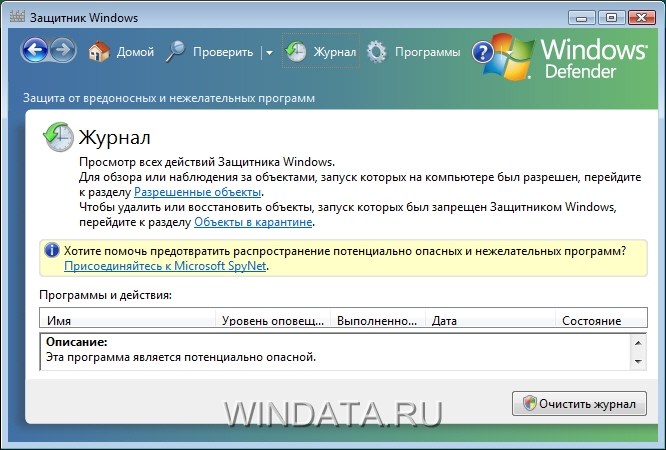 Защитник Windows
Домой
Проверить
Журнал
Программы
?
Windows
Defender
Защита от вредоносных и нежелательных программ
Журнал
Просмотр всех действий Защитника Windows.
Для обзора или наблюдения за объектами, запуск которых на компьютере был разрешен, перейдите
к разделу Разрешенные объекты.
Чтобы удалить или восстановить объекты, запуск которых был запрещен Защитником Windows,
перейдите к разделу Объекты в карантине.
Хотите помочь предотвратить распространение потенциально опасных и нежелательных программ?
Присоединяйтесь к Microsoft SpyNet.
Программы и действия:
Имя
Уровень оповещ...
Выполненно...
Дата
Состояние
Описание:
Эта программа является потенциально опасной.
Очистить журнал
WINDATA.RU